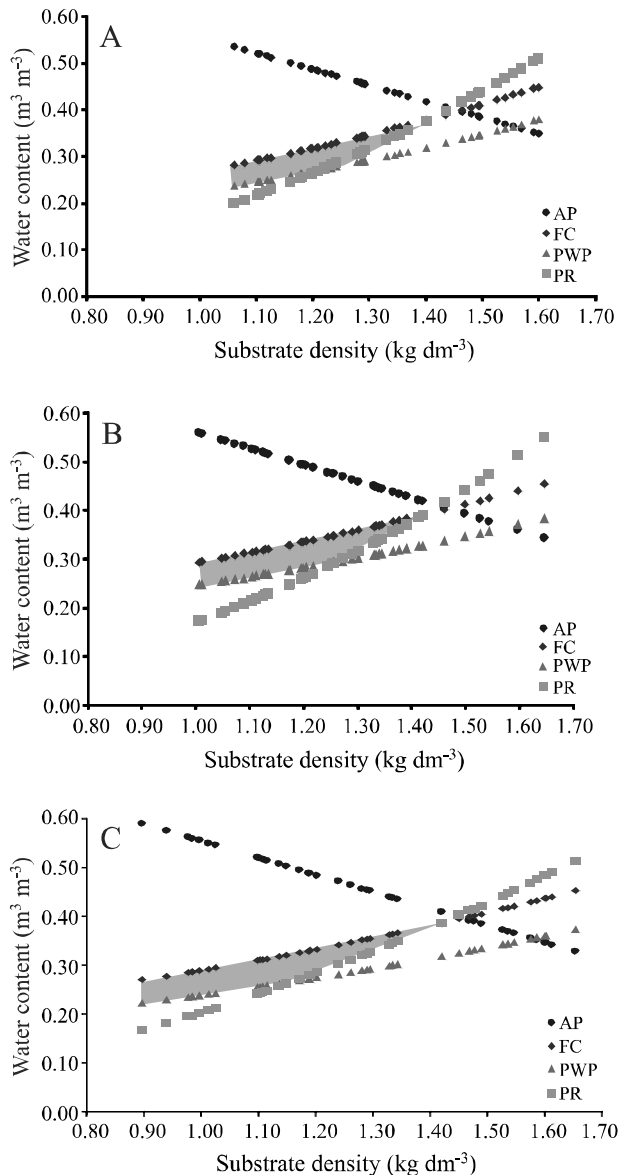 A
Water content (m³ m⁻³)
0.50
0.40
0.30
0.20
0.10
0.00
0.80 0.90 1.00 1.10 1.20 1.30 1.40 1.50 1.60 1.70
AP
FC
PWP
PR
Substrate density (kg dm⁻³)
B
Water content (m³ m⁻³)
0.60
0.50
0.40
0.30
0.20
0.10
0.00
0.80 0.90 1.00 1.10 1.20 1.30 1.40 1.50 1.60 1.70
AP
FC
PWP
PR
Substrate density (kg dm⁻³)
C
Water content (m³ m⁻³)
0.60
0.50
0.40
0.30
0.20
0.10
0.00
0.80 0.90 1.00 1.10 1.20 1.30 1.40 1.50 1.60 1.70
AP
FC
PWP
PR
Substrate density (kg dm⁻³)